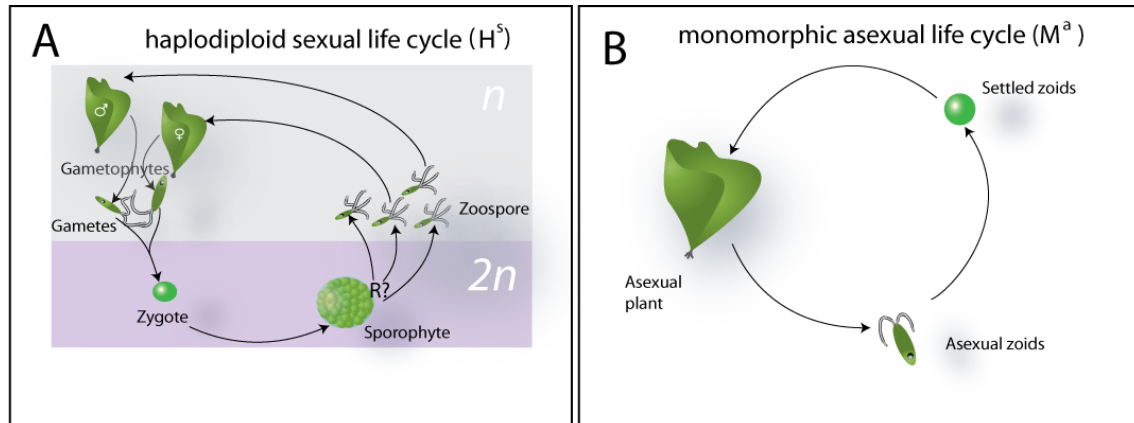 A
haplodiploid sexual life cycle (Hˢ)
n
♂
♀
Gametophytes
Gametes
Zoospore
2n
R?
Zygote
Sporophyte
B
monomorphic asexual life cycle (Mᵃ)
Settled zoids
Asexual
plant
Asexual zoids